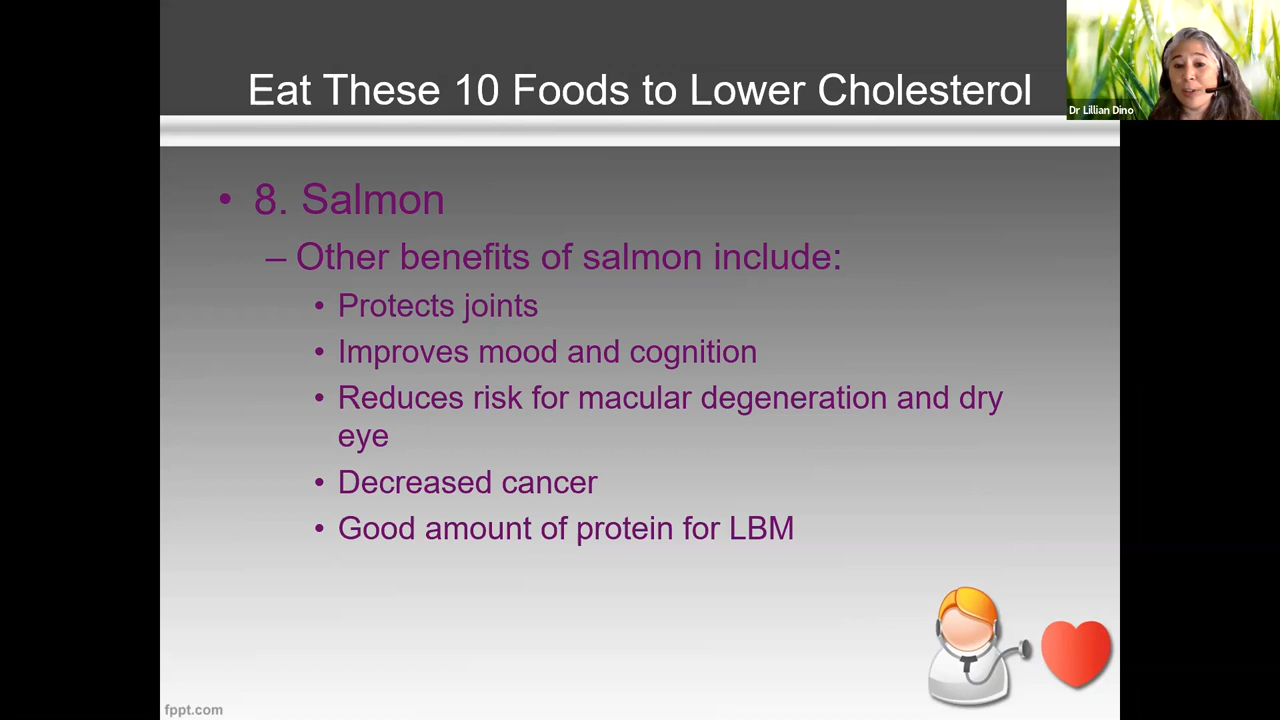 Eat These 10 Foods to Lower Cholesterol
Dr Lillian Dino
• 8. Salmon
– Other benefits of salmon include:
• Protects joints
• Improves mood and cognition
• Reduces risk for macular degeneration and dry
eye
• Decreased cancer
• Good amount of protein for LBM
fppt.com